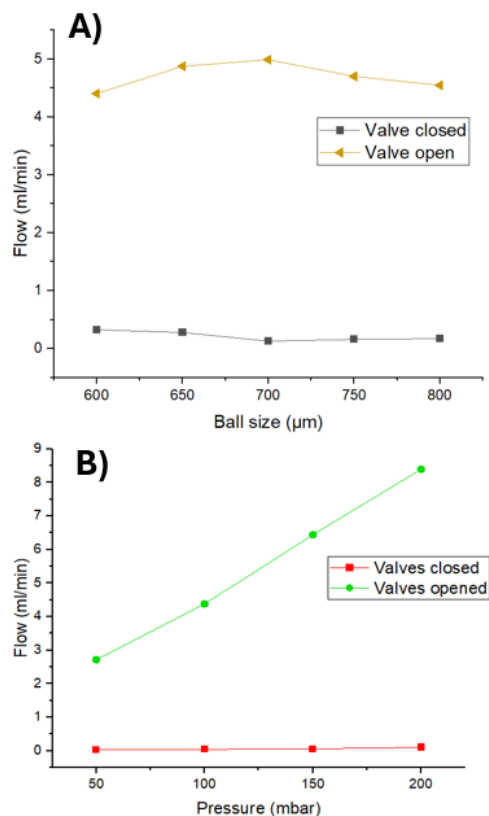 A)
5
4
3
2
1
0
Flow (ml/min)
Valve closed
Valve open
600 650 700 750 800
Ball size (µm)
B)
9
8
7
6
5
4
3
2
1
0
Flow (ml/min)
Valves closed
Valves opened
50 100 150 200
Pressure (mbar)